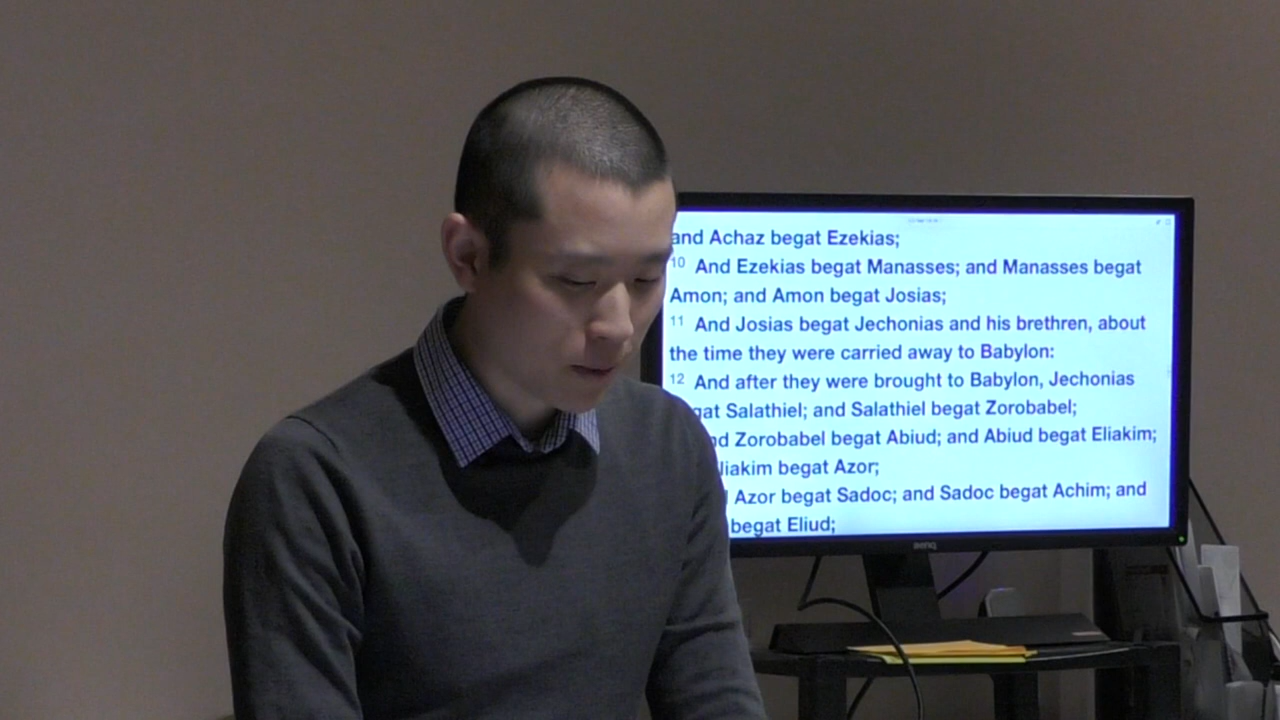 and Achaz begat Ezekias;
10 And Ezekias begat Manasses; and Manasses begat
Amon; and Amon begat Josias;
11 And Josias begat Jechonias and his brethren, about
the time they were carried away to Babylon:
12 And after they were brought to Babylon, Jechonias
gat Salathiel; and Salathiel begat Zorobabel;
nd Zorobabel begat Abiud; and Abiud begat Eliakim;
liakim begat Azor;
Azor begat Sadoc; and Sadoc begat Achim; and
begat Eliud;
BenQ